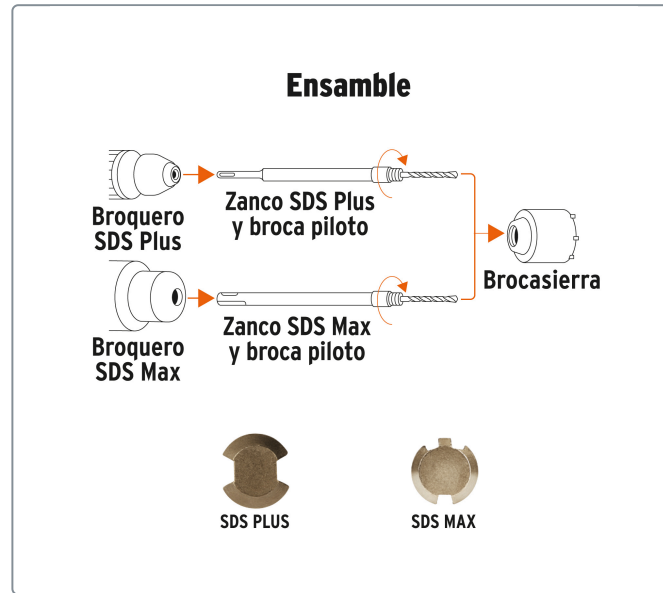 Ensamble
Broquero
SDS Plus
Zanco SDS Plus
y broca piloto
Brocasierra
Broquero
SDS Max
Zanco SDS Max
y broca piloto
SDS PLUS
SDS MAX